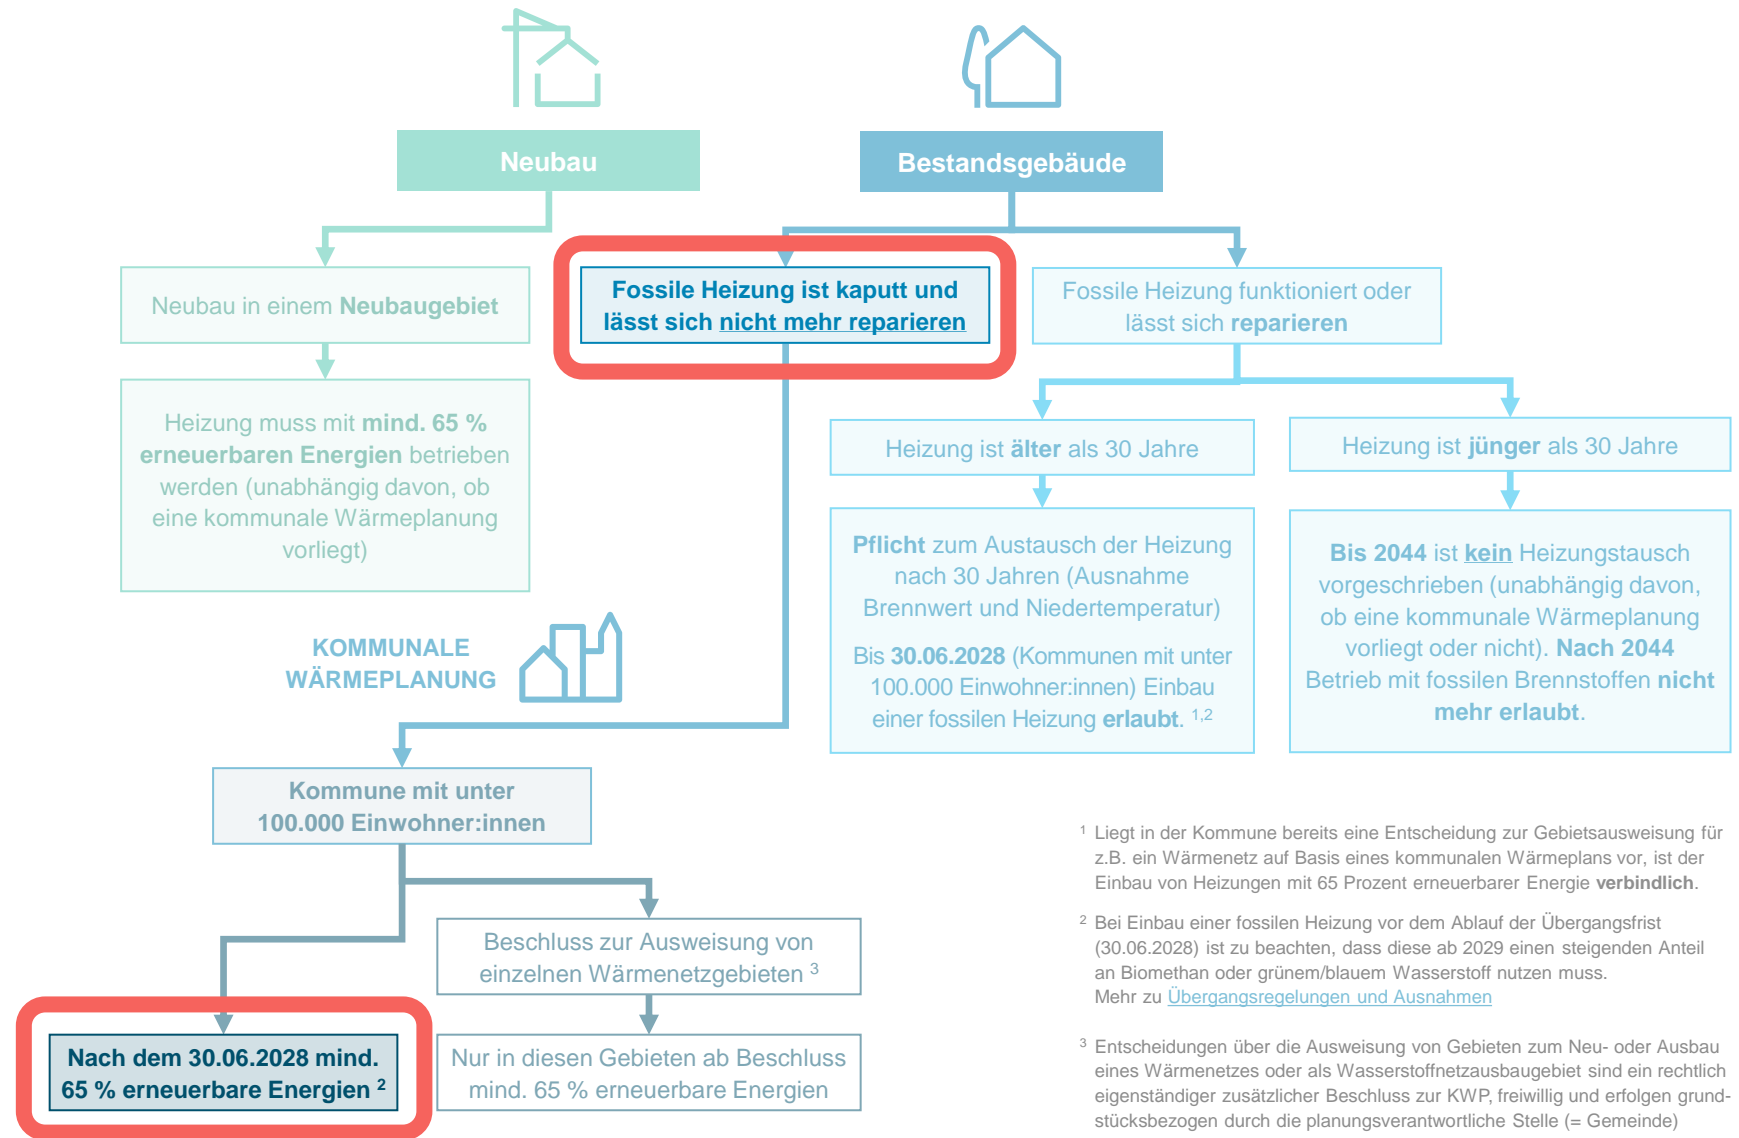 Neubau
Bestandsgebäude
Neubau in einem Neubaugebiet
Heizung muss mit mind. 65 %
erneuerbaren Energien betrieben
werden (unabhängig davon, ob
eine kommunale Wärmeplanung
vorliegt)
Fossile Heizung ist kaputt und
lässt sich nicht mehr reparieren
Fossile Heizung funktioniert oder
lässt sich reparieren
Heizung ist älter als 30 Jahre
Pflicht zum Austausch der Heizung
nach 30 Jahren (Ausnahme
Brennwert und Niedertemperatur)
Bis 30.06.2028 (Kommunen mit unter
100.000 Einwohner:innen) Einbau
einer fossilen Heizung erlaubt. 1,2
Heizung ist jünger als 30 Jahre
Bis 2044 ist kein Heizungstausch
vorgeschrieben (unabhängig davon,
ob eine kommunale Wärmeplanung
vorliegt oder nicht). Nach 2044
Betrieb mit fossilen Brennstoffen nicht
mehr erlaubt.
KOMMUNALE
WÄRMEPLANUNG
Kommune mit unter
100.000 Einwohner:innen
Beschluss zur Ausweisung von
einzelnen Wärmenetzgebieten 3
Nach dem 30.06.2028 mind.
65 % erneuerbare Energien 2
Nur in diesen Gebieten ab Beschluss
mind. 65 % erneuerbare Energien
1 Liegt in der Kommune bereits eine Entscheidung zur Gebietsausweisung für
z.B. ein Wärmenetz auf Basis eines kommunalen Wärmeplans vor, ist der
Einbau von Heizungen mit 65 Prozent erneuerbarer Energie verbindlich.
2 Bei Einbau einer fossilen Heizung vor dem Ablauf der Übergangsfrist
(30.06.2028) ist zu beachten, dass diese ab 2029 einen steigenden Anteil
an Biomethan oder grünem/blauem Wasserstoff nutzen muss.
Mehr zu Übergangsregelungen und Ausnahmen
3 Entscheidungen über die Ausweisung von Gebieten zum Neu- oder Ausbau
eines Wärmenetzes oder als Wasserstoffnetzausbaugebiet sind ein rechtlich
eigenständiger zusätzlicher Beschluss zur KWP, freiwillig und erfolgen grund-
stücksbezogen durch die planungsverantwortliche Stelle (= Gemeinde)